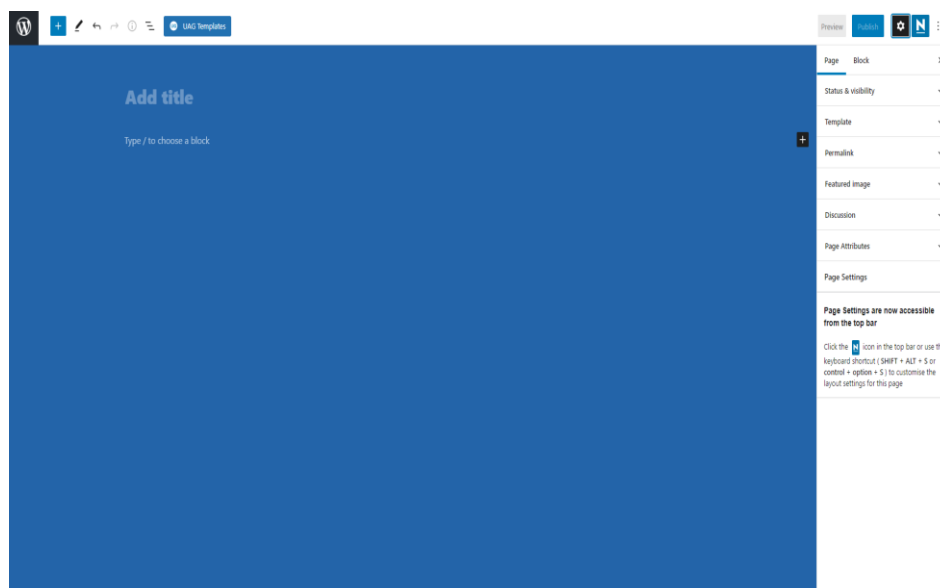 UAG Templates
Preview
Publish
N
Page Block
Add title
Type / to choose a block
Status & visibility
Template
Permalink
Featured image
Discussion
Page Attributes
Page Settings
Page Settings are now accessible
from the top bar
Click the N icon in the top bar or use
keyboard shortcut ( SHIFT + ALT + S or
control + option + S ) to customise the
layout settings for this page